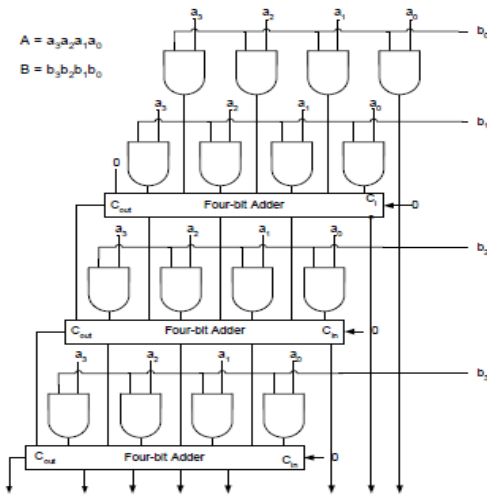 a3 a2 a1 a0
A = a3a2a1a0
b0
B = b3b2b1b0
a3 a2 a1 a0
b1
0
Cout Four-bit Adder Ci 0
a3 a2 a1 a0
b2
Cout Four-bit Adder Cin 0
a3 a2 a1 a0
b3
Cout Four-bit Adder Cin 0